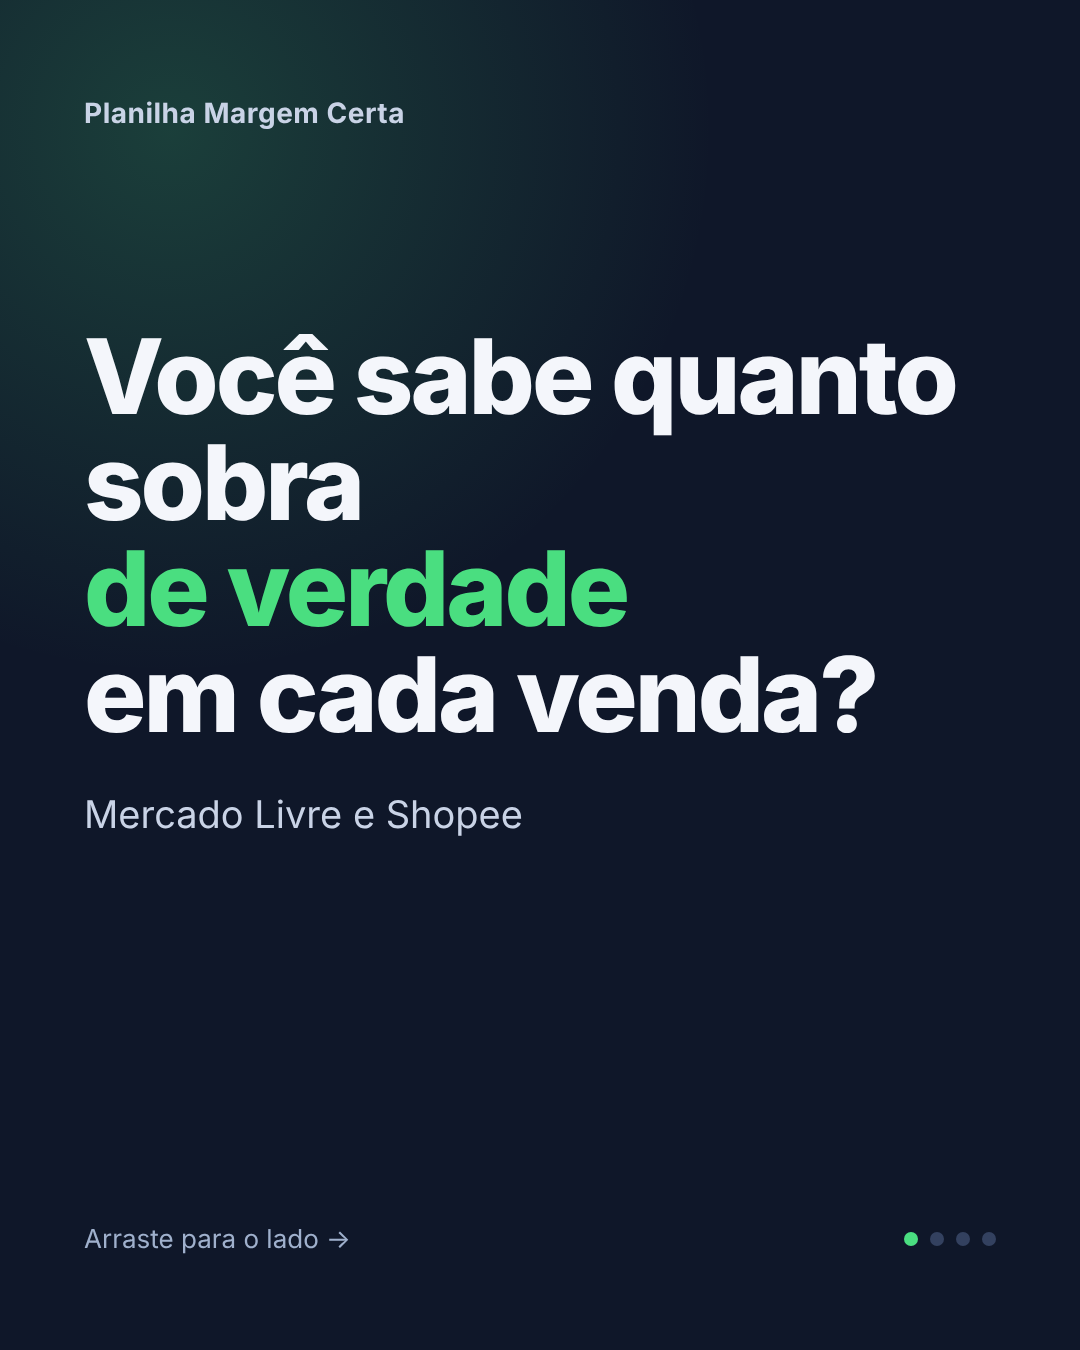 Planilha Margem Certa
Você sabe quanto
sobra
de verdade
em cada venda?
Mercado Livre e Shopee
Arraste para o lado →